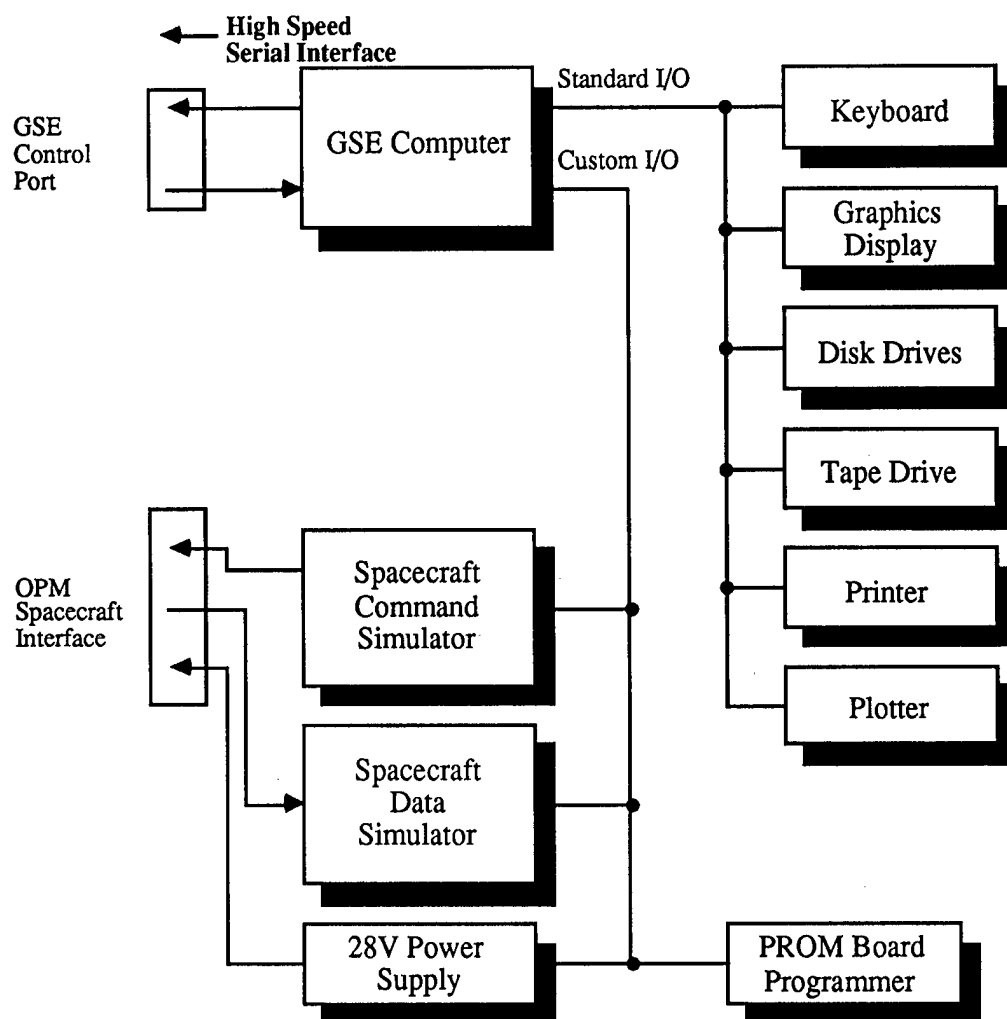 High Speed
Serial Interface
GSE
Control
Port
GSE Computer
Standard I/O
Custom I/O
Keyboard
Graphics
Display
Disk Drives
Tape Drive
Printer
Plotter
OPM
Spacecraft
Interface
Spacecraft
Command
Simulator
Spacecraft
Data
Simulator
28V Power
Supply
PROM Board
Programmer